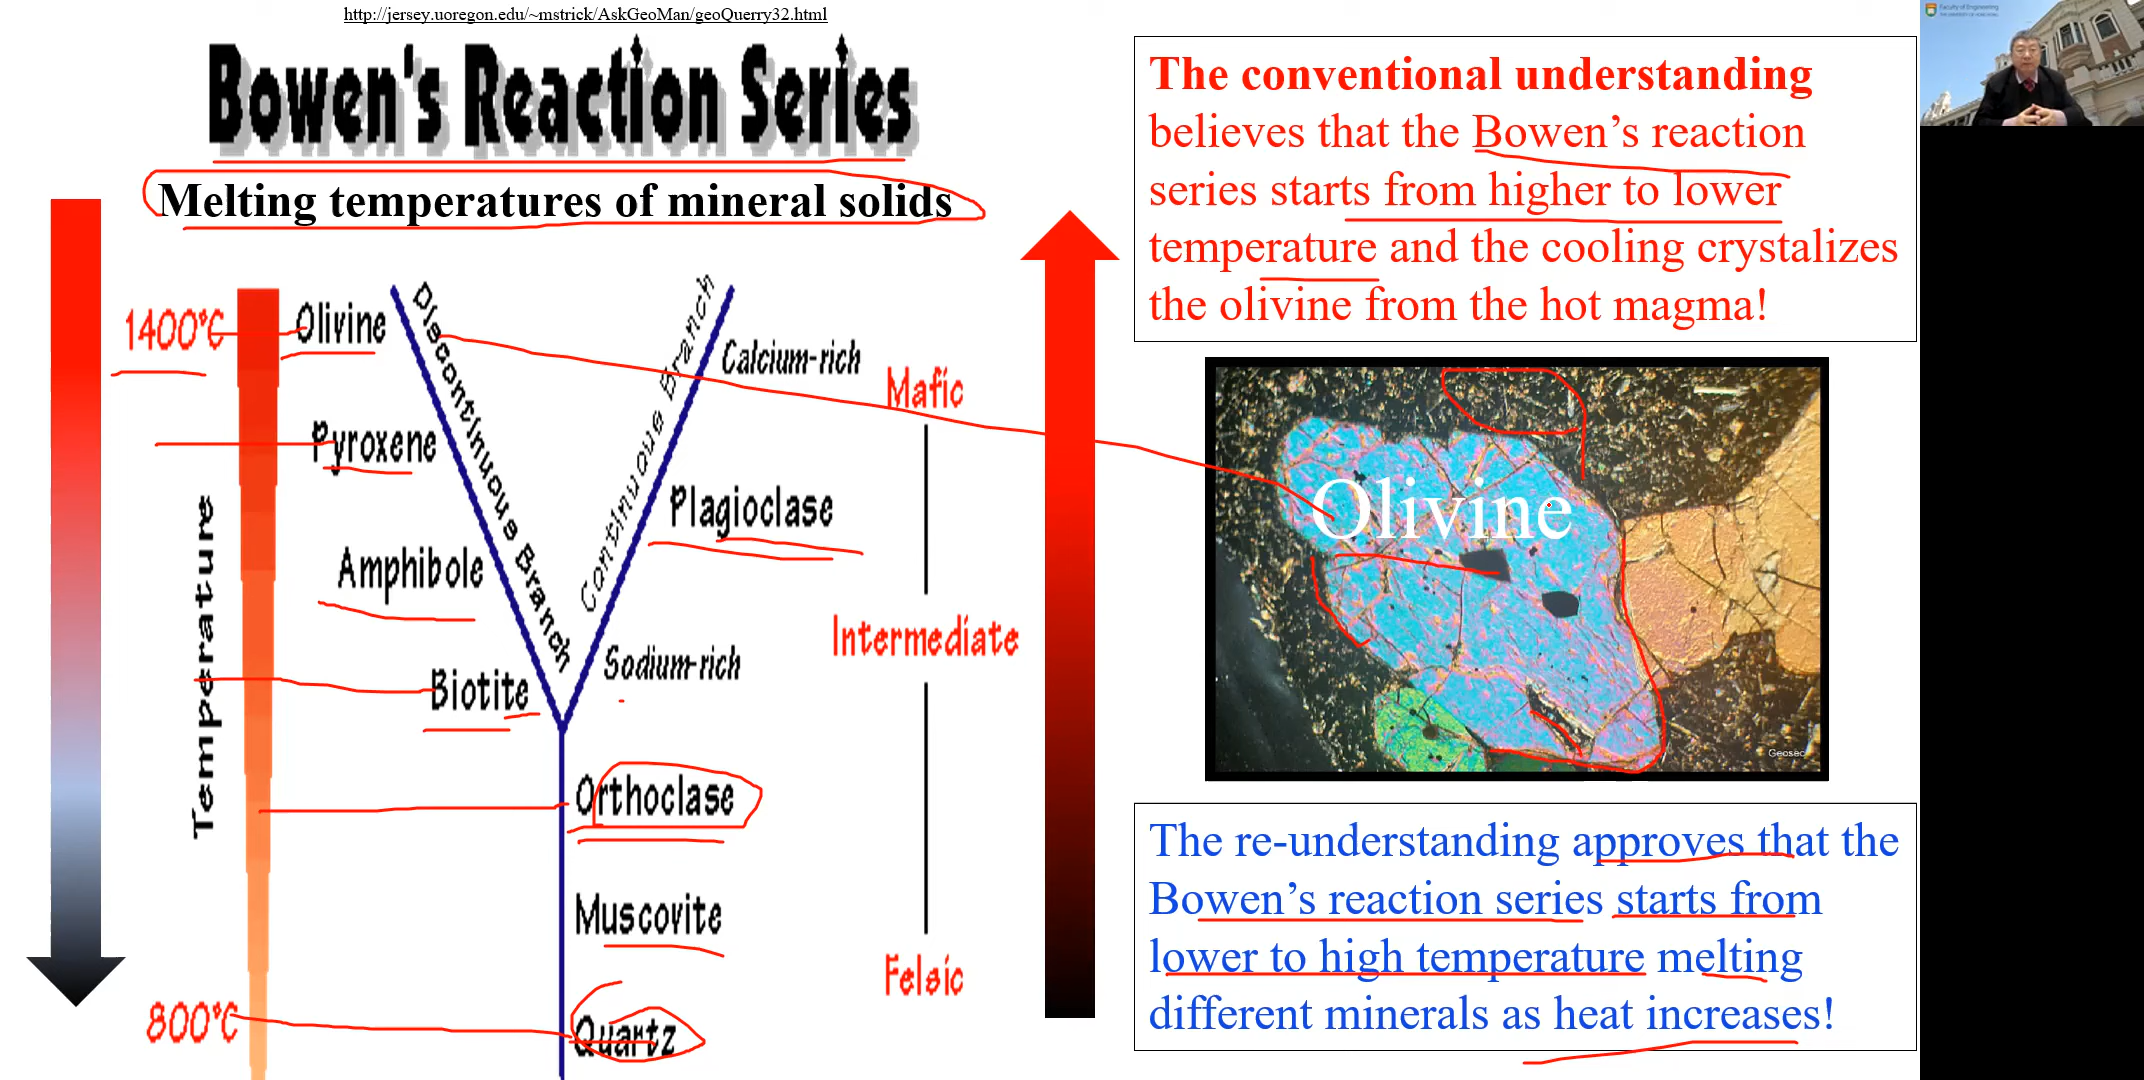 http://jersey.uoregon.edu/~mstrick/AskGeoMan/geoQuerry32.html
Bowen's Reaction Series
Melting temperatures of mineral solids
1400°C
Olivine
Discontinuous Branch
Continuous Branch
Calcium-rich
Mafic
Pyroxene
Plagioclase
Temperature
Amphibole
Intermediate
Biotite
Sodium-rich
Orthoclase
Muscovite
Felsic
800°C
Quartz
The conventional understanding
believes that the Bowen’s reaction
series starts from higher to lower
temperature and the cooling crystalizes
the olivine from the hot magma!
Olivine
Geosec
The re-understanding approves that the
Bowen’s reaction series starts from
lower to high temperature melting
different minerals as heat increases!
Faculty of Engineering